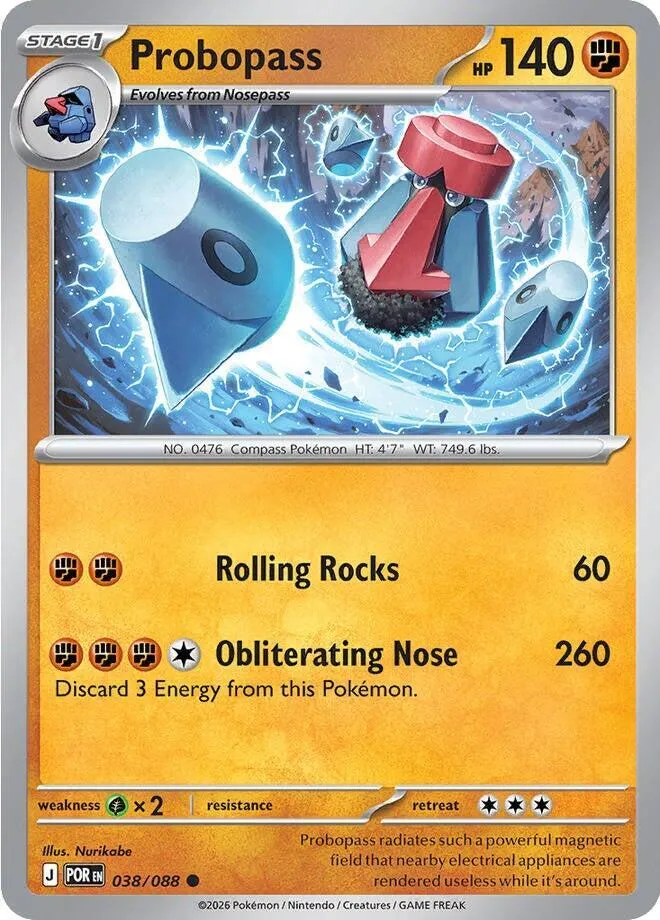 STAGE1
Probopass
HP 140
Evolves from Nosepass
NO. 0476 Compass Pokémon HT: 4'7" WT: 749.6 lbs.
Rolling Rocks 60
Obliterating Nose 260
Discard 3 Energy from this Pokémon.
weakness ×2 resistance retreat
Illus. Nurikabe
J POR EN 038/088
Probopass radiates such a powerful magnetic
field that nearby electrical appliances are
rendered useless while it's around.
©2026 Pokémon / Nintendo / Creatures / GAME FREAK